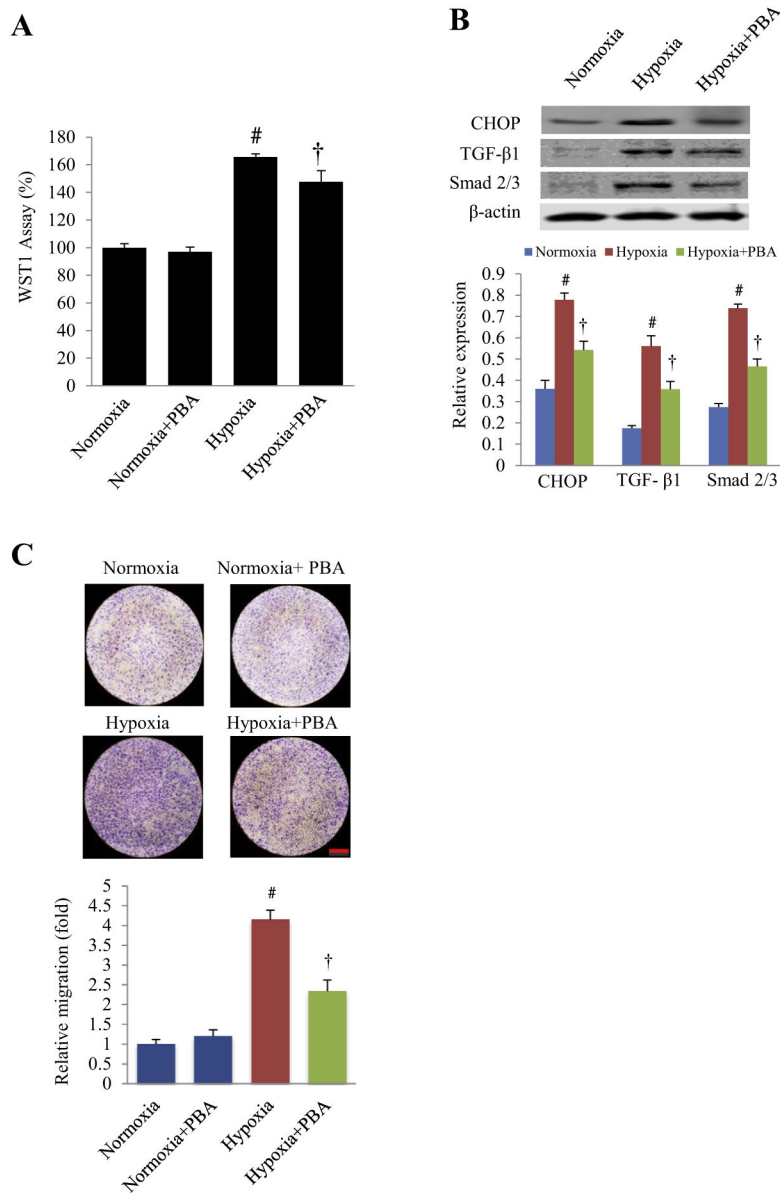 A
WST1 Assay (%)
180
160
140
120
100
80
60
40
20
0
#
†
Normoxia
Normoxia+PBA
Hypoxia
Hypoxia+PBA
B
Normoxia
Hypoxia
Hypoxia+PBA
CHOP
TGF-β1
Smad 2/3
β-actin
Normoxia Hypoxia Hypoxia+PBA
Relative expression
0.9
0.8
0.7
0.6
0.5
0.4
0.3
0.2
0.1
0
#
†
#
†
#
†
CHOP TGF- β1 Smad 2/3
C
Normoxia Normoxia+ PBA
Hypoxia Hypoxia+PBA
Relative migration (fold)
5
4.5
4
3.5
3
2.5
2
1.5
1
0.5
0
#
†
Normoxia
Normoxia+PBA
Hypoxia
Hypoxia+PBA